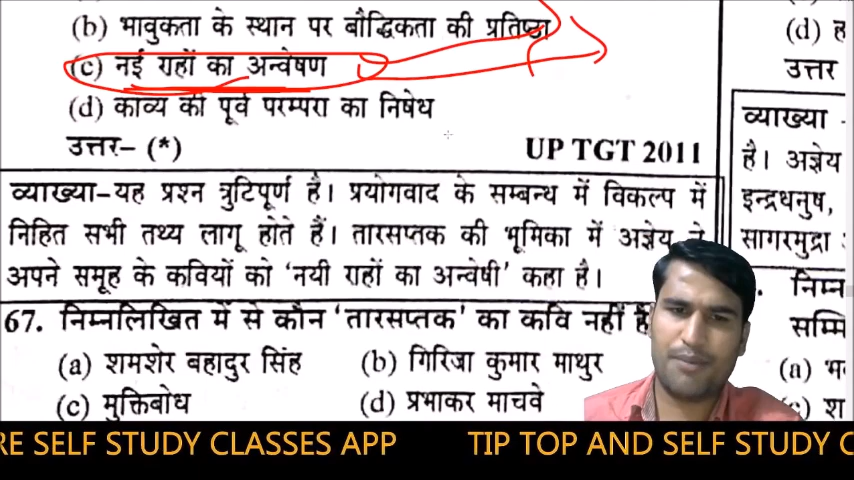 (b) भावुकता के स्थान पर बौद्धिकता की प्रतिष्ठा
(c) नई राहों का अन्वेषण
(d) काव्य की पूर्व परम्परा का निषेध
उत्तर– (*) UP TGT 2011
व्याख्या–यह प्रश्न त्रुटिपूर्ण है। प्रयोगवाद के सम्बन्ध में विकल्प में
निहित सभी तथ्य लागू होते हैं। तारसप्तक की भूमिका में अज्ञेय ने
अपने समूह के कवियों को ‘नयी राहों का अन्वेषी’ कहा है।
67. निम्नलिखित में से कौन ‘तारसप्तक’ का कवि नहीं है
(a) शमशेर बहादुर सिंह (b) गिरिजा कुमार माथुर
(c) मुक्तिबोध (d) प्रभाकर माचवे
(d)
उत्तर
व्याख्या
है। अज्ञेय
इन्द्रधनुष,
सागरमुद्रा
(a)
RE SELF STUDY CLASSES APP TIP TOP AND SELF STUDY C